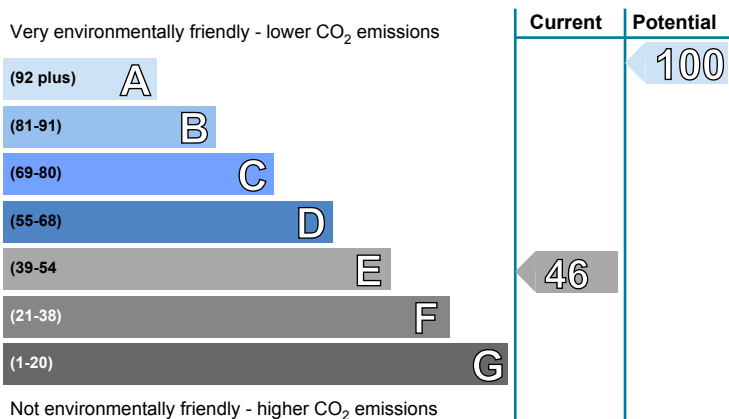 Current Potential
Very environmentally friendly - lower CO2 emissions
100
(92 plus) A
(81-91) B
(69-80) C
(55-68) D
(39-54 E 46
(21-38) F
(1-20) G
Not environmentally friendly - higher CO2 emissions